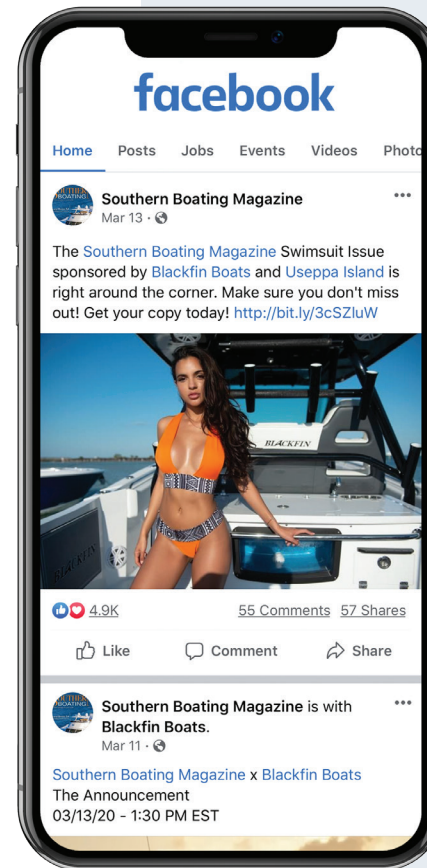 facebook
Home Posts Jobs Events Videos Photo
Southern Boating Magazine
Mar 13 ·
The Southern Boating Magazine Swimsuit Issue
sponsored by Blackfin Boats and Useppa Island is
right around the corner. Make sure you don't miss
out! Get your copy today! http://bit.ly/3cSZluW
BLACKFIN
BLACKFIN
4.9K 55 Comments 57 Shares
Like Comment Share
SOUTHERN
BOATING
Southern Boating Magazine is with
Blackfin Boats.
Mar 11 ·
Southern Boating Magazine x Blackfin Boats
The Announcement
03/13/20 - 1:30 PM EST